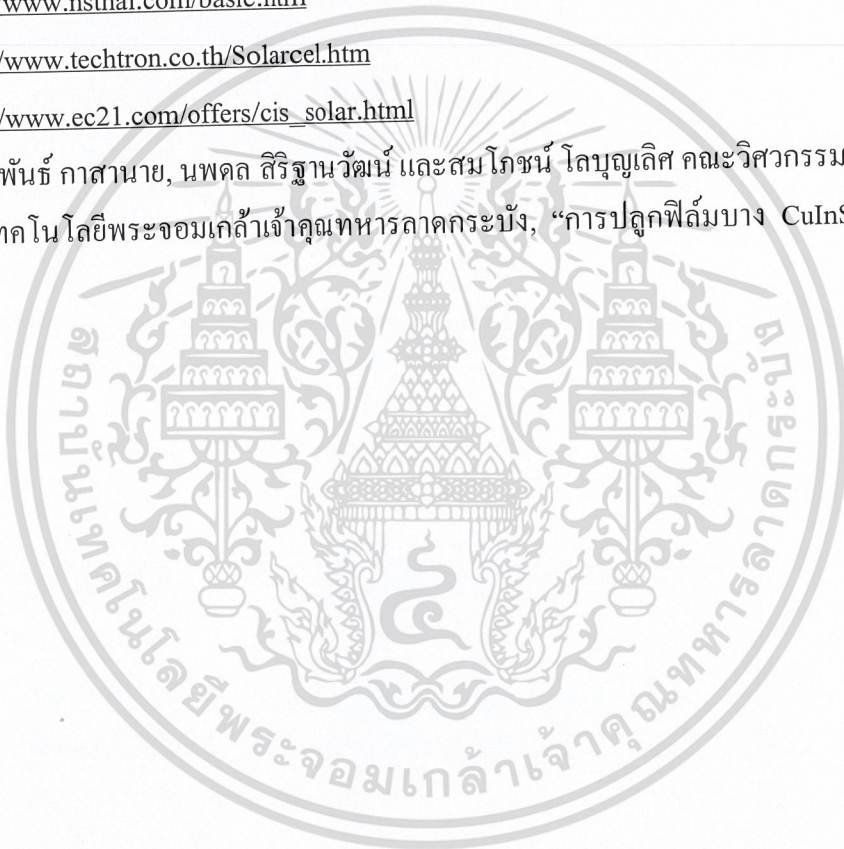 www.nsthai.com/basic.htm
/www.techtron.co.th/Solarcel.htm
/www.ec21.com/offers/cis_solar.html
พันธ์ กาสานาย, นพดล สิริฐานวัฒน์ และสมโภชน์ โลบุญเลิศ คณะวิศวกรรม
ทคโนโลยีพระจอมเกล้าเจ้าคุณทหารลาดกระบัง, “การปลูกฟิล์มบาง CuInS
สถาบันเทคโนโลยีพระจอมเกล้าเจ้าคุณทหารลาดกระบัง